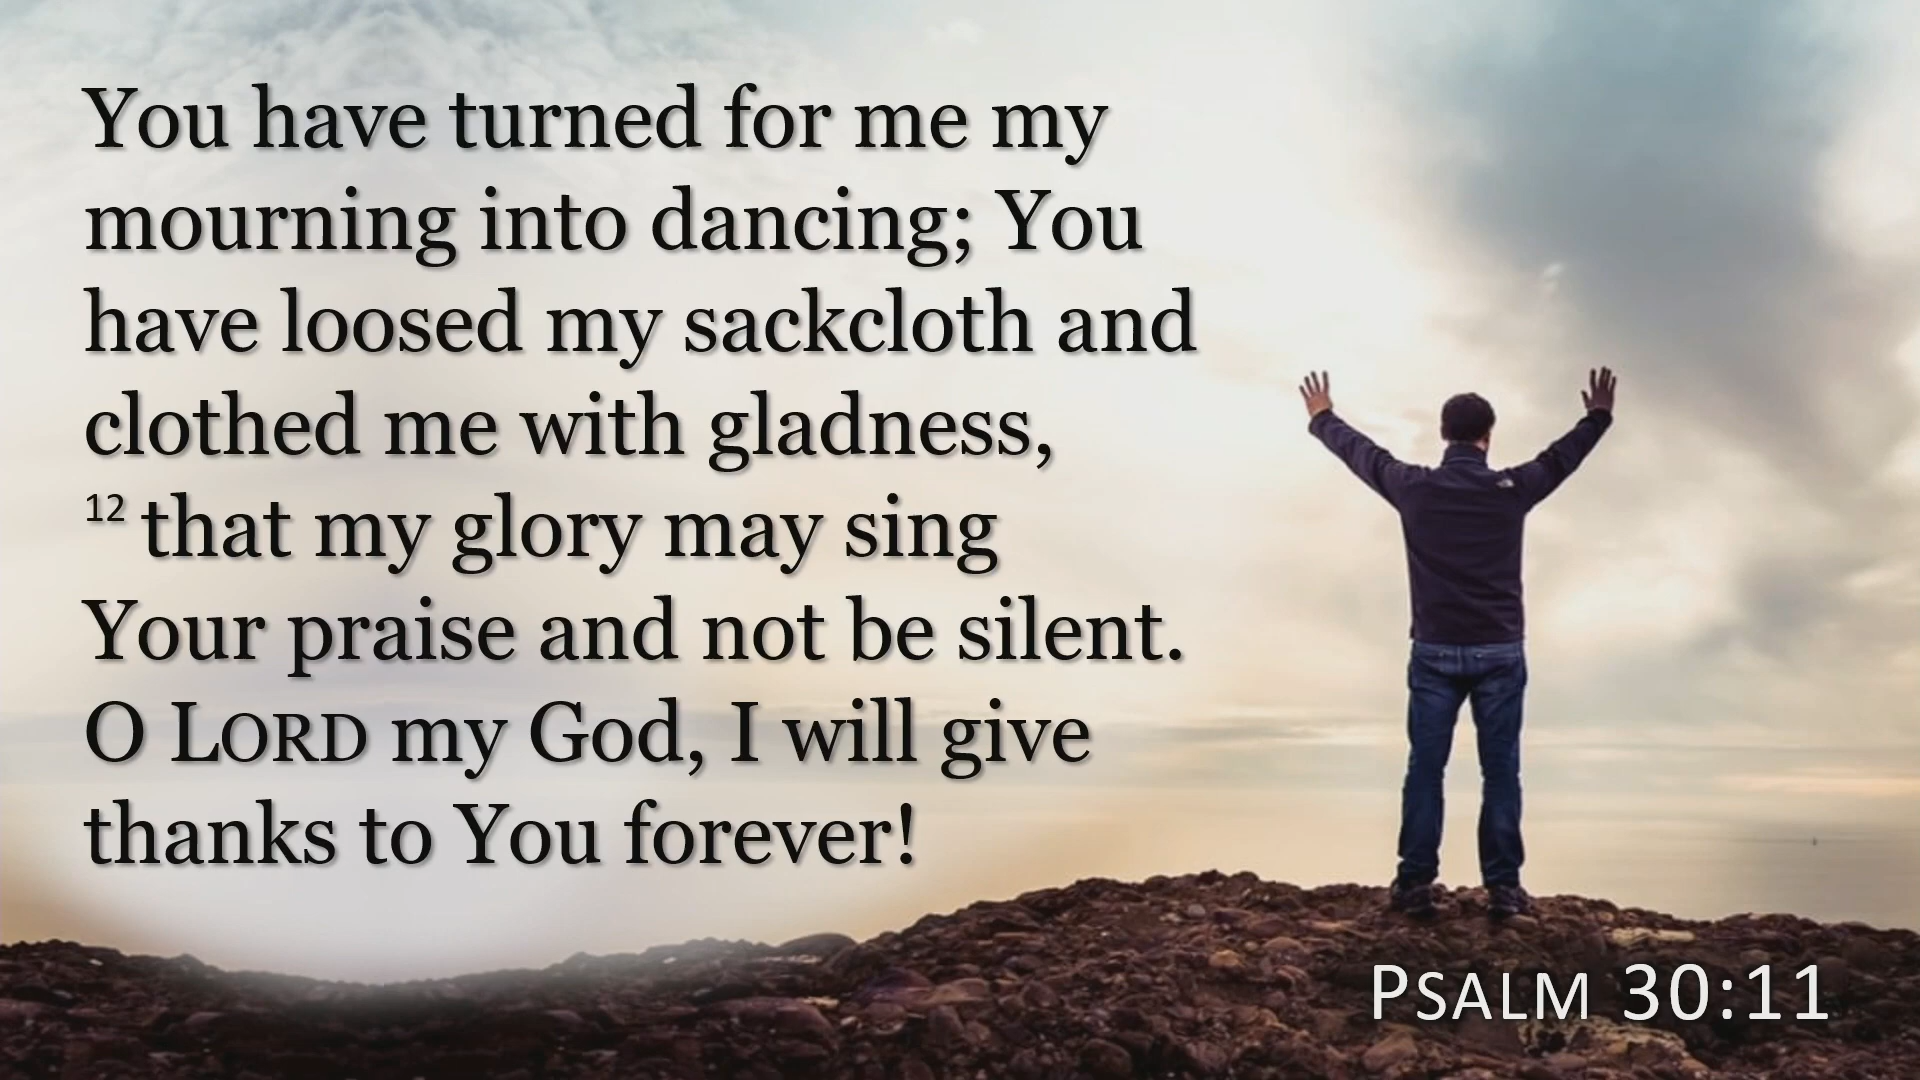 You have turned for me my
mourning into dancing; You
have loosed my sackcloth and
clothed me with gladness,
12 that my glory may sing
Your praise and not be silent.
O LORD my God, I will give
thanks to You forever!
PSALM 30:11